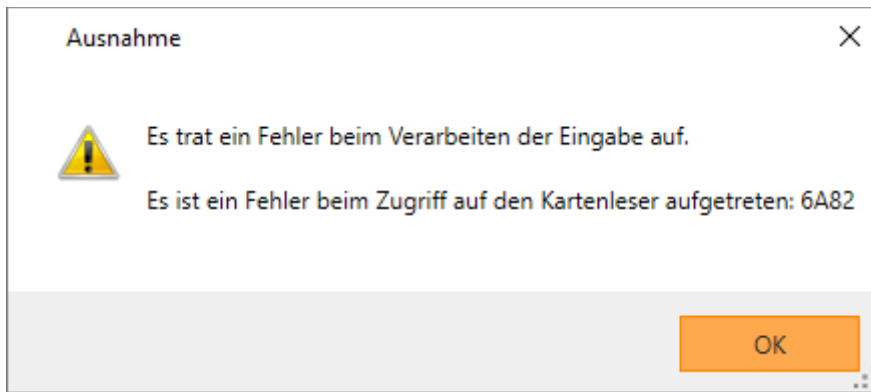 Ausnahme
Es trat ein Fehler beim Verarbeiten der Eingabe auf.
Es ist ein Fehler beim Zugriff auf den Kartenleser aufgetreten: 6A82
OK